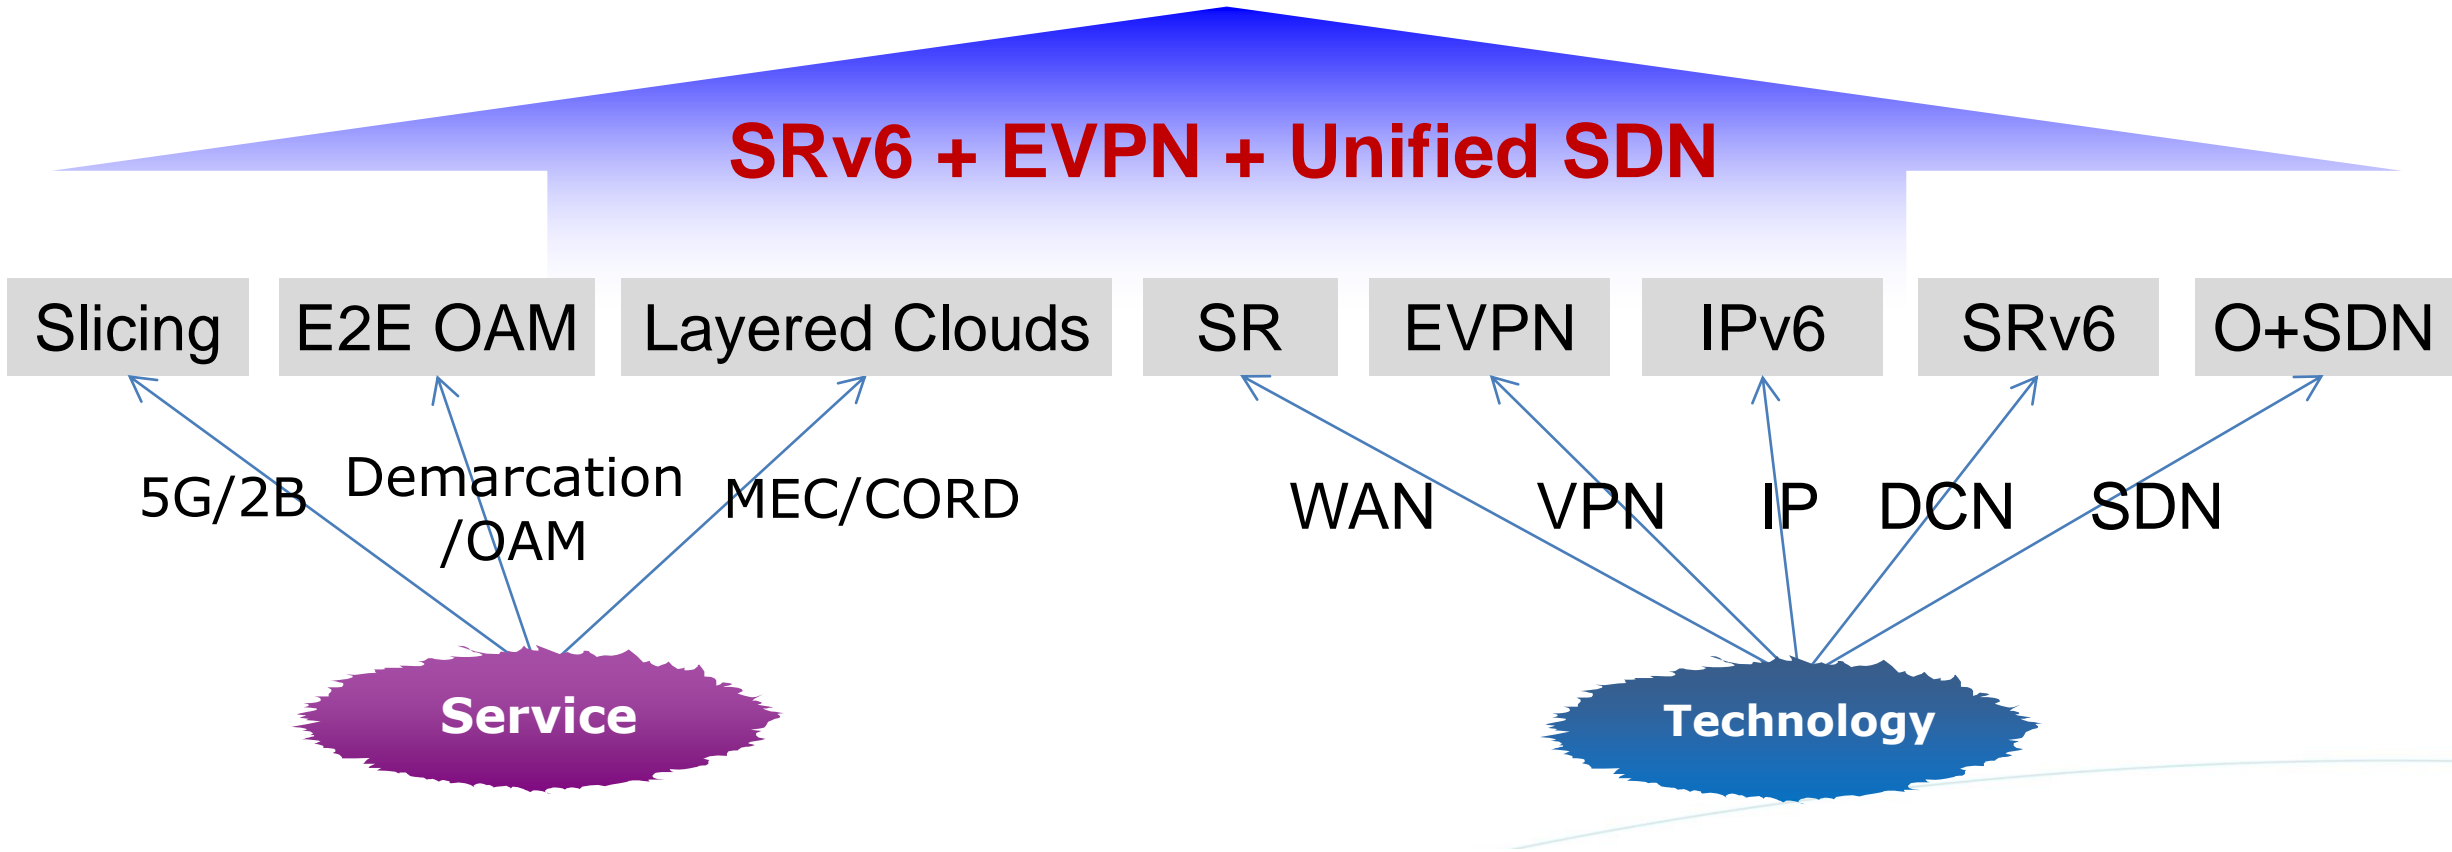 SRv6 + EVPN + Unified SDN
Slicing
E2E OAM
Layered Clouds
SR
EVPN
IPv6
SRv6
O+SDN
5G/2B
Demarcation
/OAM
MEC/CORD
WAN
VPN
IP
DCN
SDN
Service
Technology